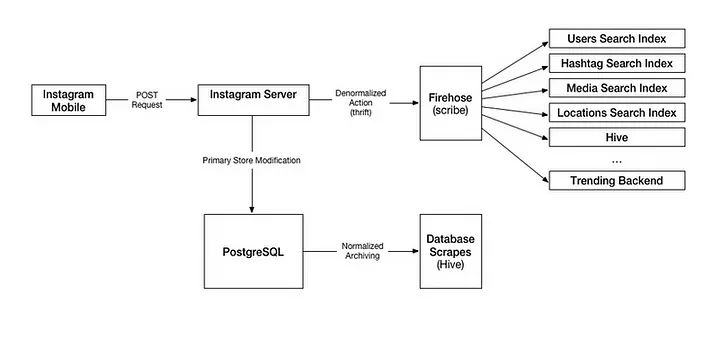 Instagram
Mobile
POST
Request
Instagram Server
Denormalized
Action
(thrift)
Firehose
(scribe)
Users Search Index
Hashtag Search Index
Media Search Index
Locations Search Index
Hive
...
Trending Backend
Primary Store Modification
PostgreSQL
Normalized
Archiving
Database
Scrapes
(Hive)